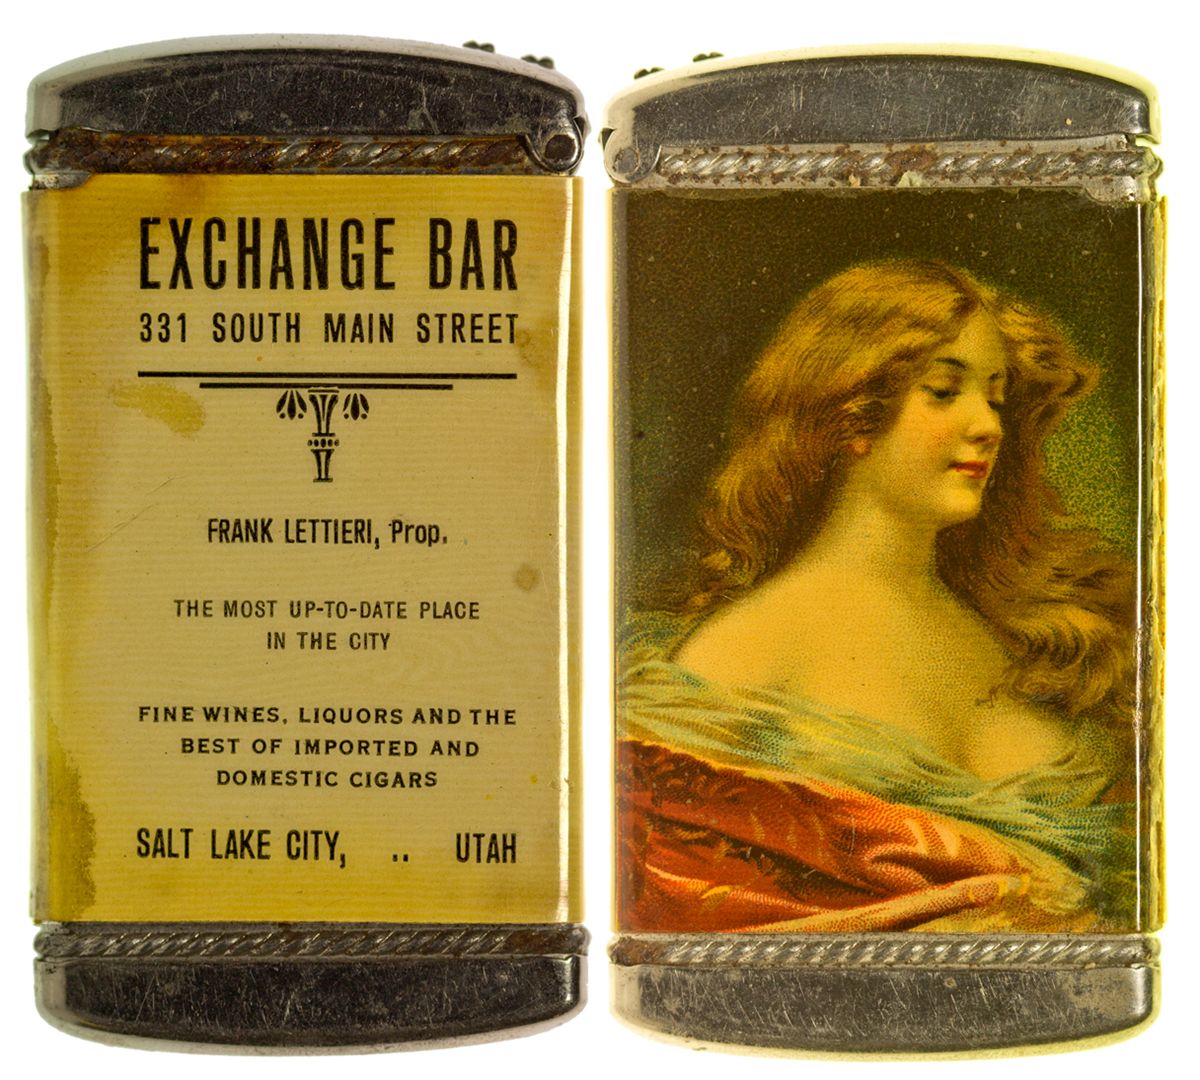 EXCHANGE BAR
331 SOUTH MAIN STREET
FRANK LETTIERI, Prop.
THE MOST UP-TO-DATE PLACE
IN THE CITY
FINE WINES, LIQUORS AND THE
BEST OF IMPORTED AND
DOMESTIC CIGARS
SALT LAKE CITY, .. UTAH